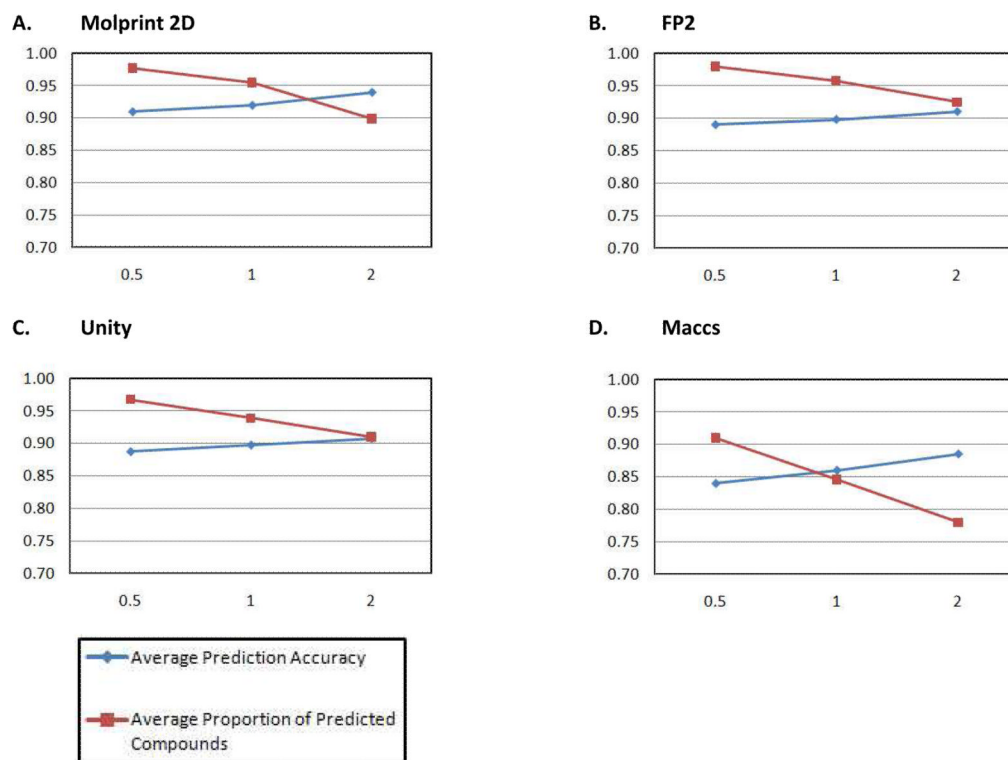 A. Molprint 2D
1.00
0.95
0.90
0.85
0.80
0.75
0.70
0.5 1 2
B. FP2
1.00
0.95
0.90
0.85
0.80
0.75
0.70
0.5 1 2
C. Unity
1.00
0.95
0.90
0.85
0.80
0.75
0.70
0.5 1 2
D. Maccs
1.00
0.95
0.90
0.85
0.80
0.75
0.70
0.5 1 2
Average Prediction Accuracy
Average Proportion of Predicted
Compounds